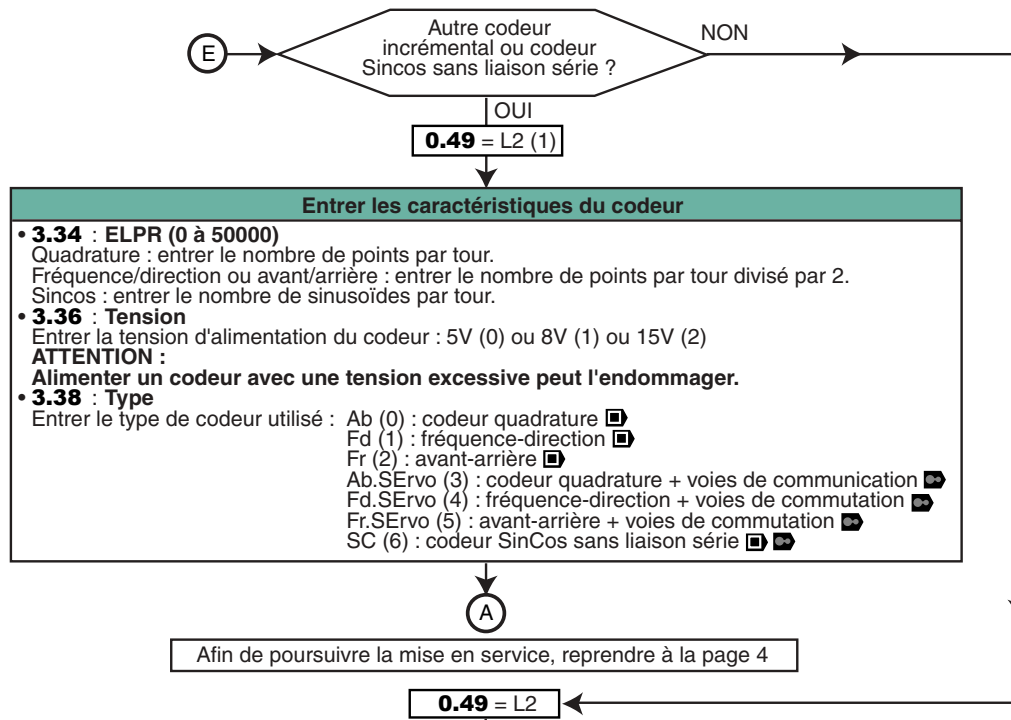 Autre codeur
incrémental ou codeur
Sincos sans liaison série ?
NON
E
OUI
0.49 = L2 (1)
Entrer les caractéristiques du codeur
• 3.34 : ELPR (0 à 50000)
Quadrature : entrer le nombre de points par tour.
Fréquence/direction ou avant/arrière : entrer le nombre de points par tour divisé par 2.
Sincos : entrer le nombre de sinusoïdes par tour.
• 3.36 : Tension
Entrer la tension d'alimentation du codeur : 5V (0) ou 8V (1) ou 15V (2)
ATTENTION :
Alimenter un codeur avec une tension excessive peut l'endommager.
• 3.38 : Type
Entrer le type de codeur utilisé : Ab (0) : codeur quadrature
Fd (1) : fréquence-direction
Fr (2) : avant-arrière
Ab.SErvo (3) : codeur quadrature + voies de communication
Fd.SErvo (4) : fréquence-direction + voies de commutation
Fr.SErvo (5) : avant-arrière + voies de commutation
SC (6) : codeur SinCos sans liaison série
A
Afin de poursuivre la mise en service, reprendre à la page 4
0.49 = L2